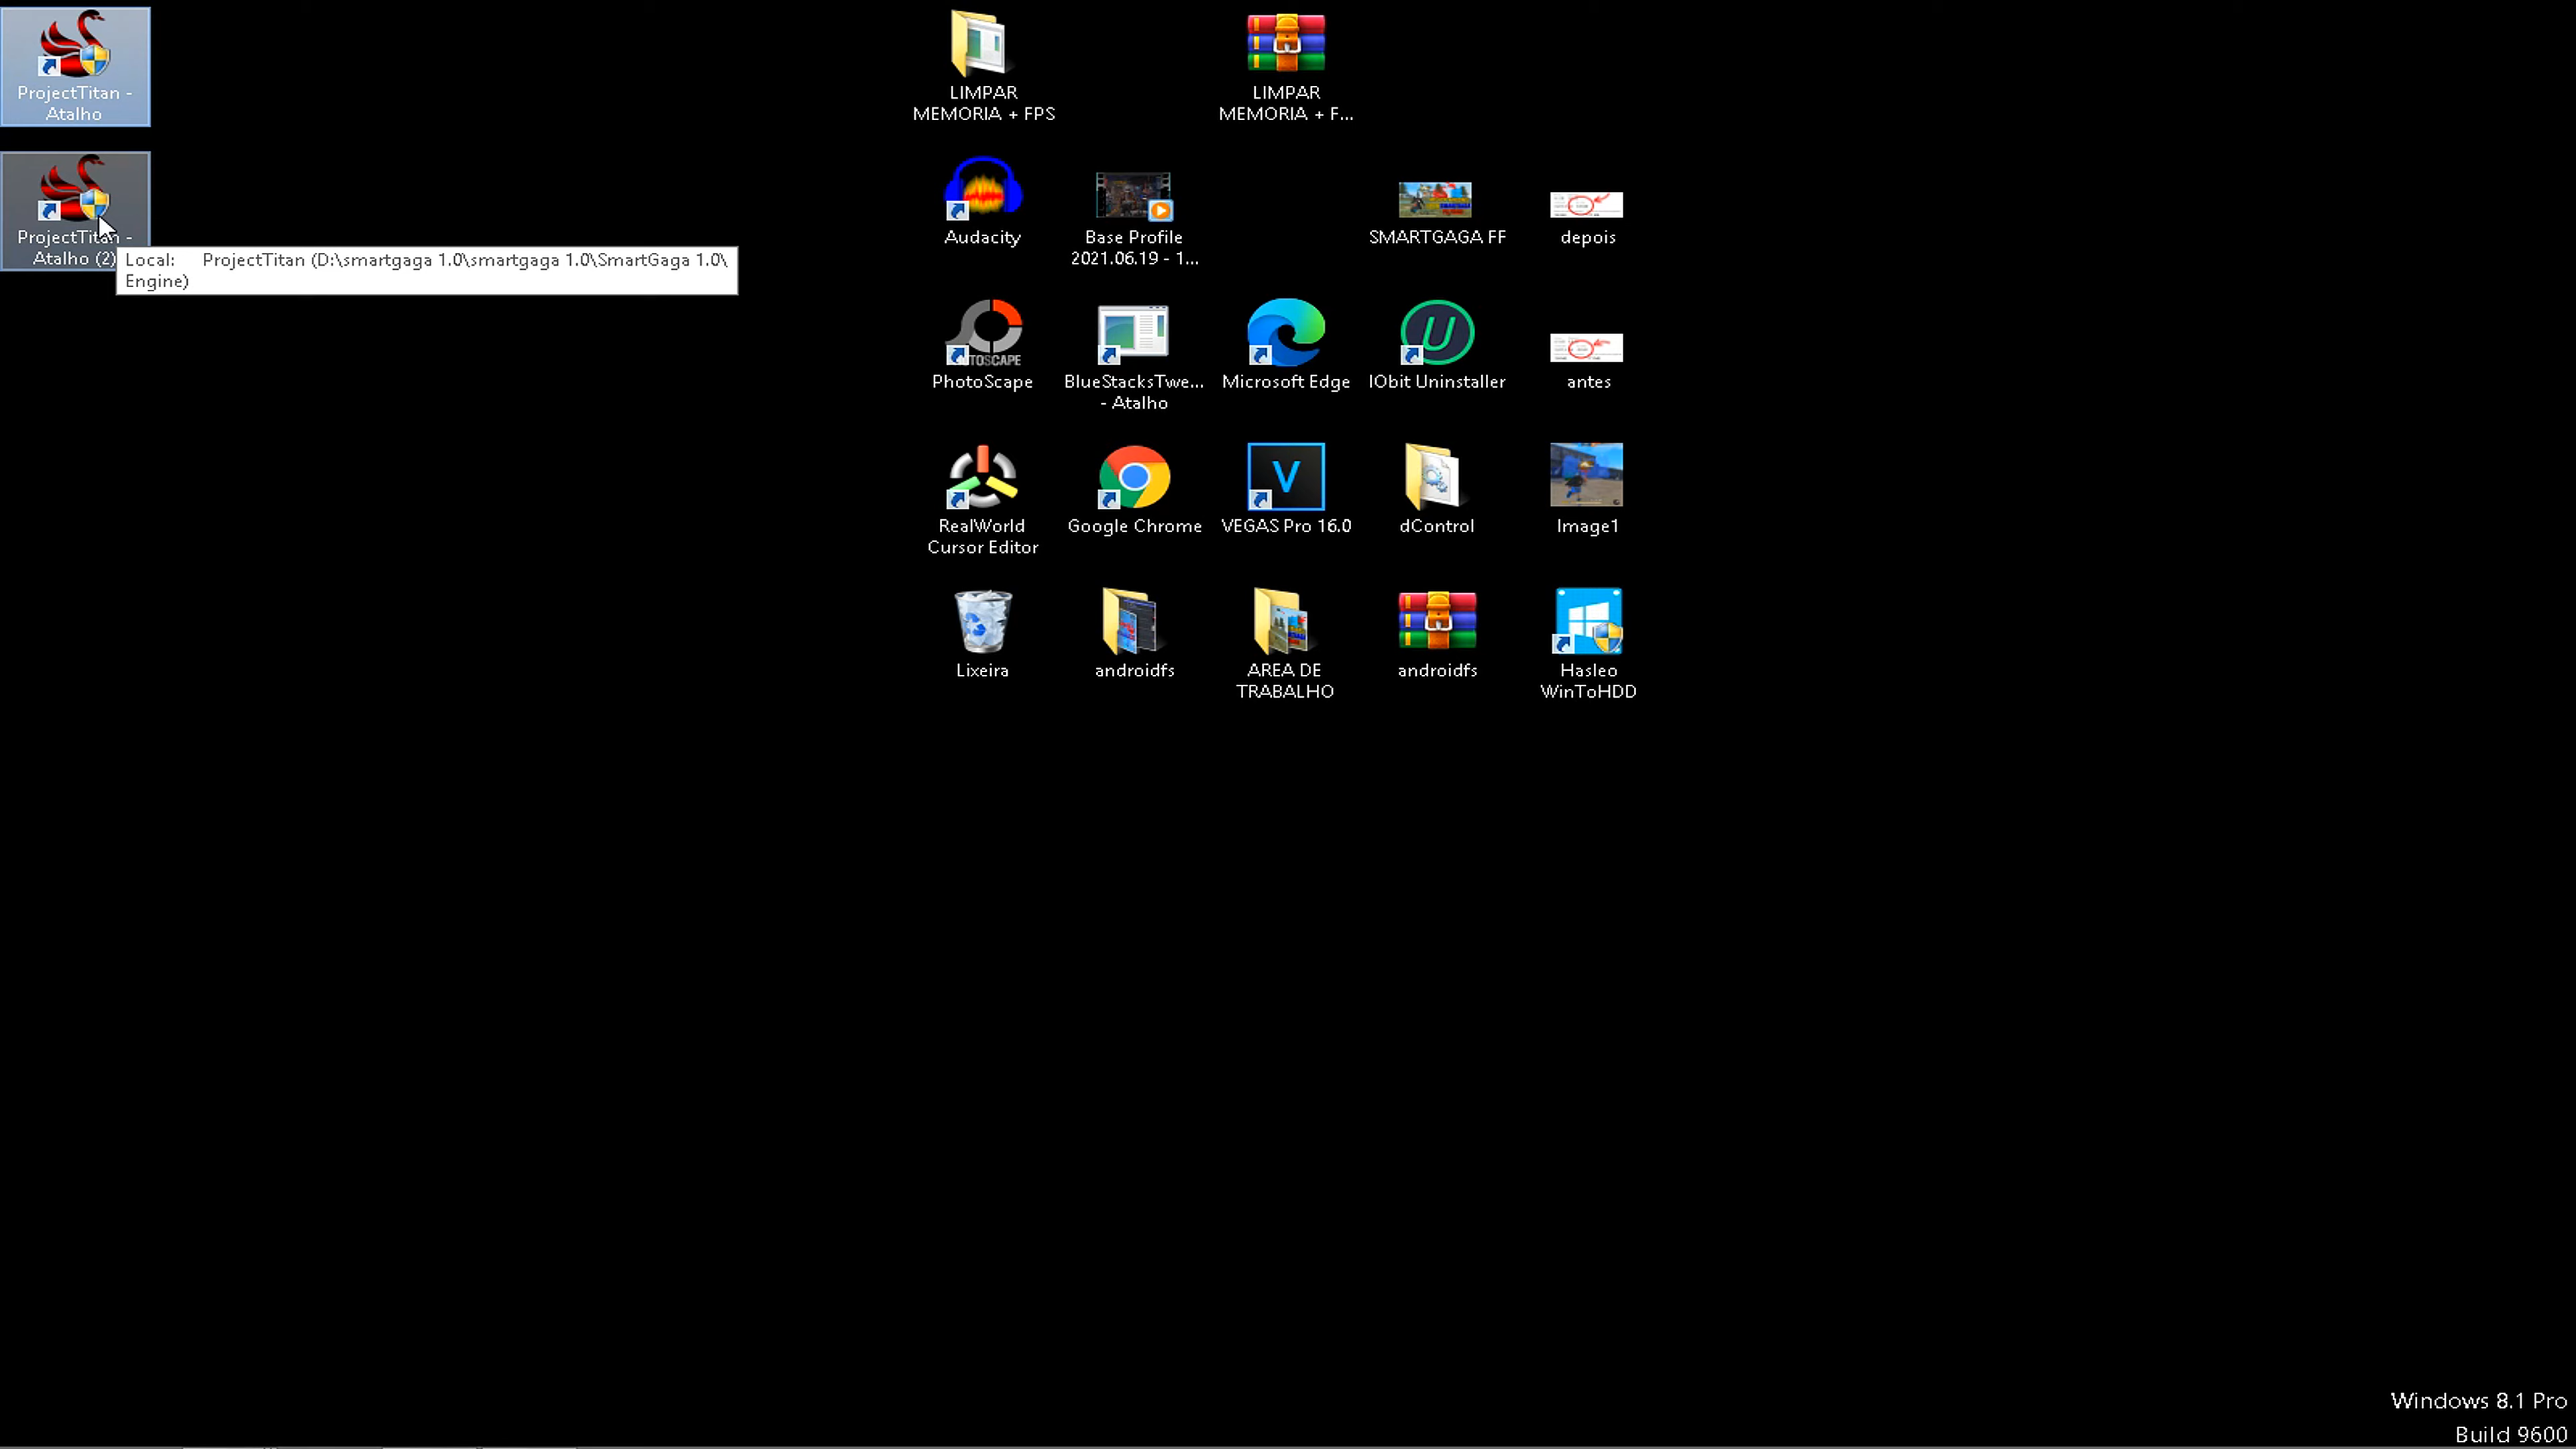 ProjectTitan -
Atalho
LIMPAR
MEMORIA + FPS
LIMPAR
MEMORIA + F...
ProjectTitan -
Atalho (2)
Local: ProjectTitan (D:\smartgaga 1.0\smartgaga 1.0\SmartGaga 1.0\
Engine)
Audacity
Base Profile
2021.06.19 - 1...
SMARTGAGA FF
depois
PhotoScape
BlueStacksTwe...
- Atalho
Microsoft Edge
IObit Uninstaller
antes
RealWorld
Cursor Editor
Google Chrome
VEGAS Pro 16.0
dControl
Image1
Lixeira
androidfs
AREA DE
TRABALHO
androidfs
Hasleo
WinToHDD
Windows 8.1 Pro
Build 9600